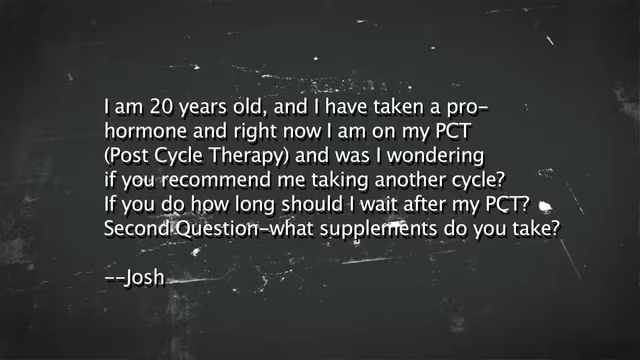 I am 20 years old, and I have taken a pro-
hormone and right now I am on my PCT
(Post Cycle Therapy) and was I wondering
if you recommend me taking another cycle?
If you do how long should I wait after my PCT?
Second Question-what supplements do you take?
--Josh